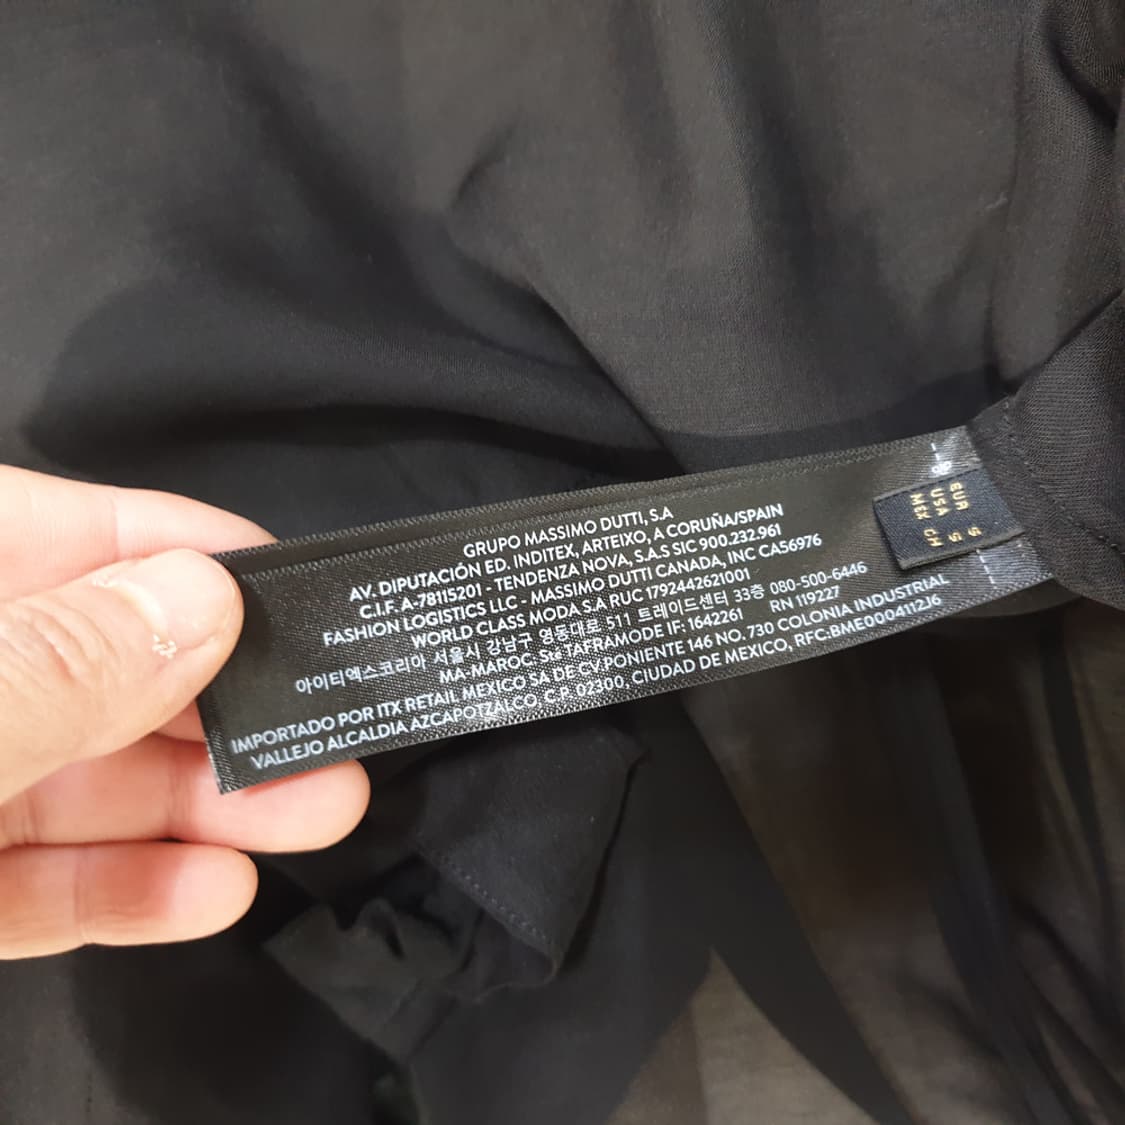 GRUPO MASSIMO DUTTI, S.A
AV. DIPUTACIÓN ED. INDITEX, ARTEIXO, A CORUÑA/SPAIN
C.I.F. A-78115201 - TENDENZA NOVA, S.A.S SIC 900.232.961
FASHION LOGISTICS LLC - MASSIMO DUTTI CANADA, INC CA56976
WORLD CLASS MODA S.A RUC 1792442621001
아이티엑스코리아 서울시 강남구 영동대로 511 트레이드센터 33층 080-500-6446
MA-MAROC. Sté TAFRAMODE IF: 1642261 RN 119227
IMPORTADO POR ITX RETAIL MEXICO SA DE CV.PONIENTE 146 NO. 730 COLONIA INDUSTRIAL
VALLEJO ALCALDIA AZCAPOTZALCO C.P. 02300, CIUDAD DE MEXICO, RFC:BME0004112J6
EUR S
USA S
MEX CH